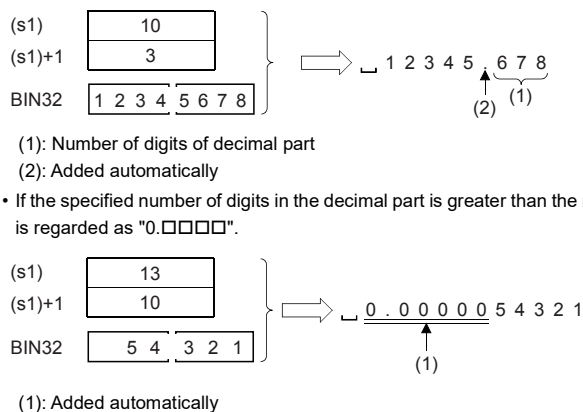 (s1) 10
(s1)+1 3
BIN32 1 2 3 4 5 6 7 8
␣ 1 2 3 4 5 . 6 7 8
(2) (1)
(1): Number of digits of decimal part
(2): Added automatically
• If the specified number of digits in the decimal part is greater than the
is regarded as "0.□□□□".
(s1) 13
(s1)+1 10
BIN32 5 4 3 2 1
␣ 0 . 0 0 0 0 0 5 4 3 2 1
(1)
(1): Added automatically